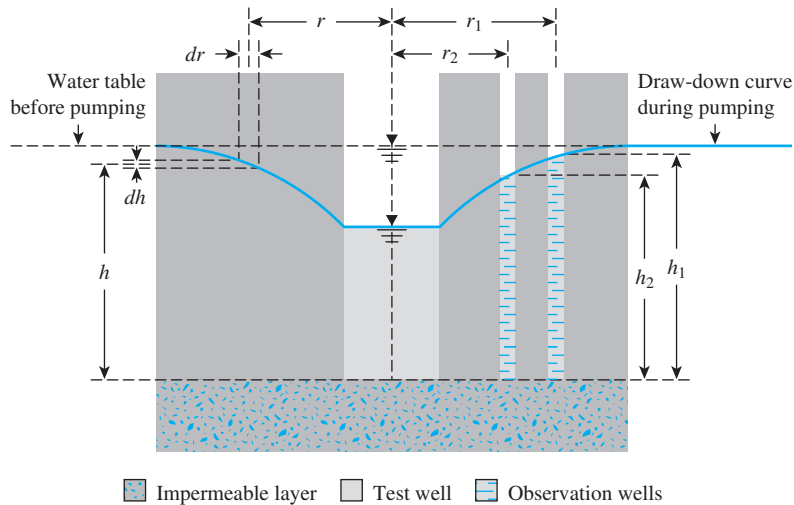 r
r₁
dr
r₂
Water table
before pumping
Draw-down curve
during pumping
dh
h
h₂
h₁
Impermeable layer
Test well
Observation wells